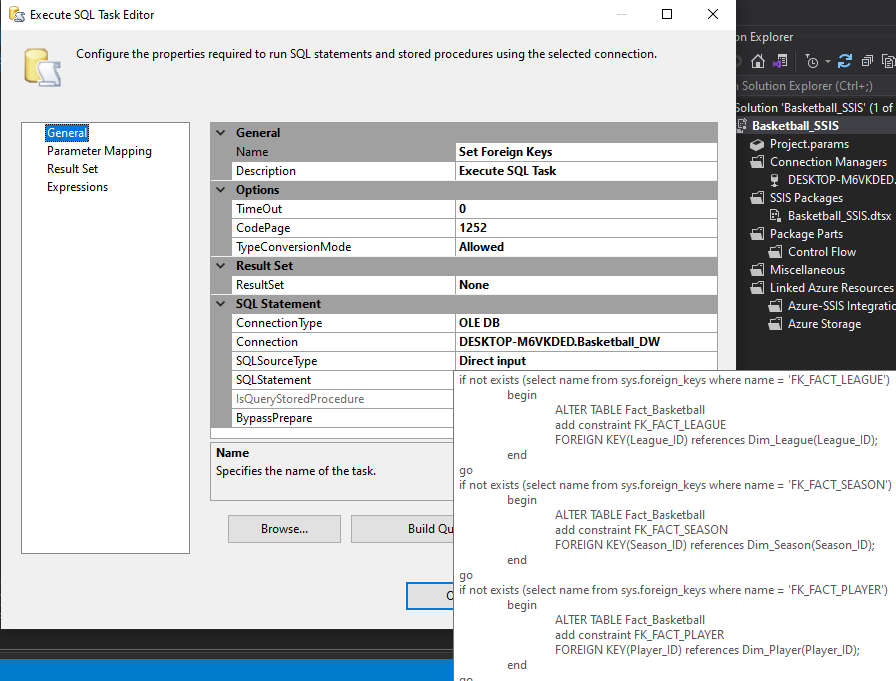 Execute SQL Task Editor
Configure the properties required to run SQL statements and stored procedures using the selected connection.
General
Parameter Mapping
Result Set
Expressions
General
Name Set Foreign Keys
Description Execute SQL Task
Options
TimeOut 0
CodePage 1252
TypeConversionMode Allowed
Result Set
ResultSet None
SQL Statement
ConnectionType OLE DB
Connection DESKTOP-M6VKDED.Basketball_DW
SQLSourceType Direct input
SQLStatement
IsQueryStoredProcedure
BypassPrepare
Name
Specifies the name of the task.
Browse...
Build Qu
if not exists (select name from sys.foreign_keys where name = 'FK_FACT_LEAGUE')
begin
ALTER TABLE Fact_Basketball
add constraint FK_FACT_LEAGUE
FOREIGN KEY(League_ID) references Dim_League(League_ID);
end
go
if not exists (select name from sys.foreign_keys where name = 'FK_FACT_SEASON')
begin
ALTER TABLE Fact_Basketball
add constraint FK_FACT_SEASON
FOREIGN KEY(Season_ID) references Dim_Season(Season_ID);
end
go
if not exists (select name from sys.foreign_keys where name = 'FK_FACT_PLAYER')
begin
ALTER TABLE Fact_Basketball
add constraint FK_FACT_PLAYER
FOREIGN KEY(Player_ID) references Dim_Player(Player_ID);
end
go
on Explorer
Solution Explorer (Ctrl+;)
Solution 'Basketball_SSIS' (1 of
Basketball_SSIS
Project.params
Connection Managers
DESKTOP-M6VKDED.
SSIS Packages
Basketball_SSIS.dtsx
Package Parts
Control Flow
Miscellaneous
Linked Azure Resources
Azure-SSIS Integratio
Azure Storage